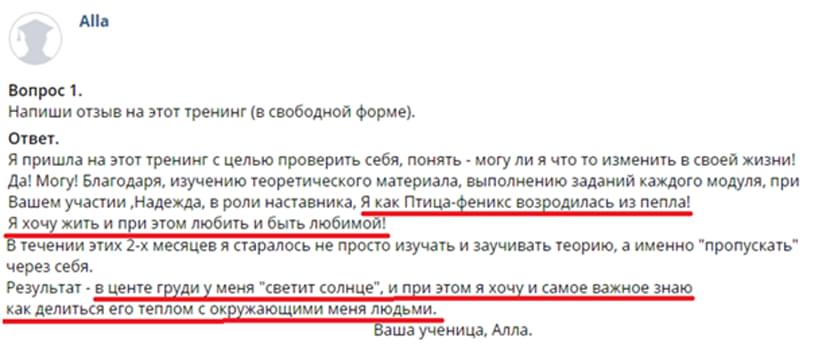 Alla
Вопрос 1.
Напиши отзыв на этот тренинг (в свободной форме).
Ответ.
Я пришла на этот тренинг с целью проверить себя, понять - могу ли я что то изменить в своей жизни!
Да! Могу! Благодаря, изучению теоретического материала, выполнению заданий каждого модуля, при
Вашем участии ,Надежда, в роли наставника, Я как Птица-феникс возродилась из пепла!
Я хочу жить и при этом любить и быть любимой!
В течении этих 2-х месяцев я старалось не просто изучать и заучивать теорию, а именно "пропускать"
через себя.
Результат - в центе груди у меня "светит солнце", и при этом я хочу и самое важное знаю
как делиться его теплом с окружающими меня людьми.
Ваша ученица, Алла.